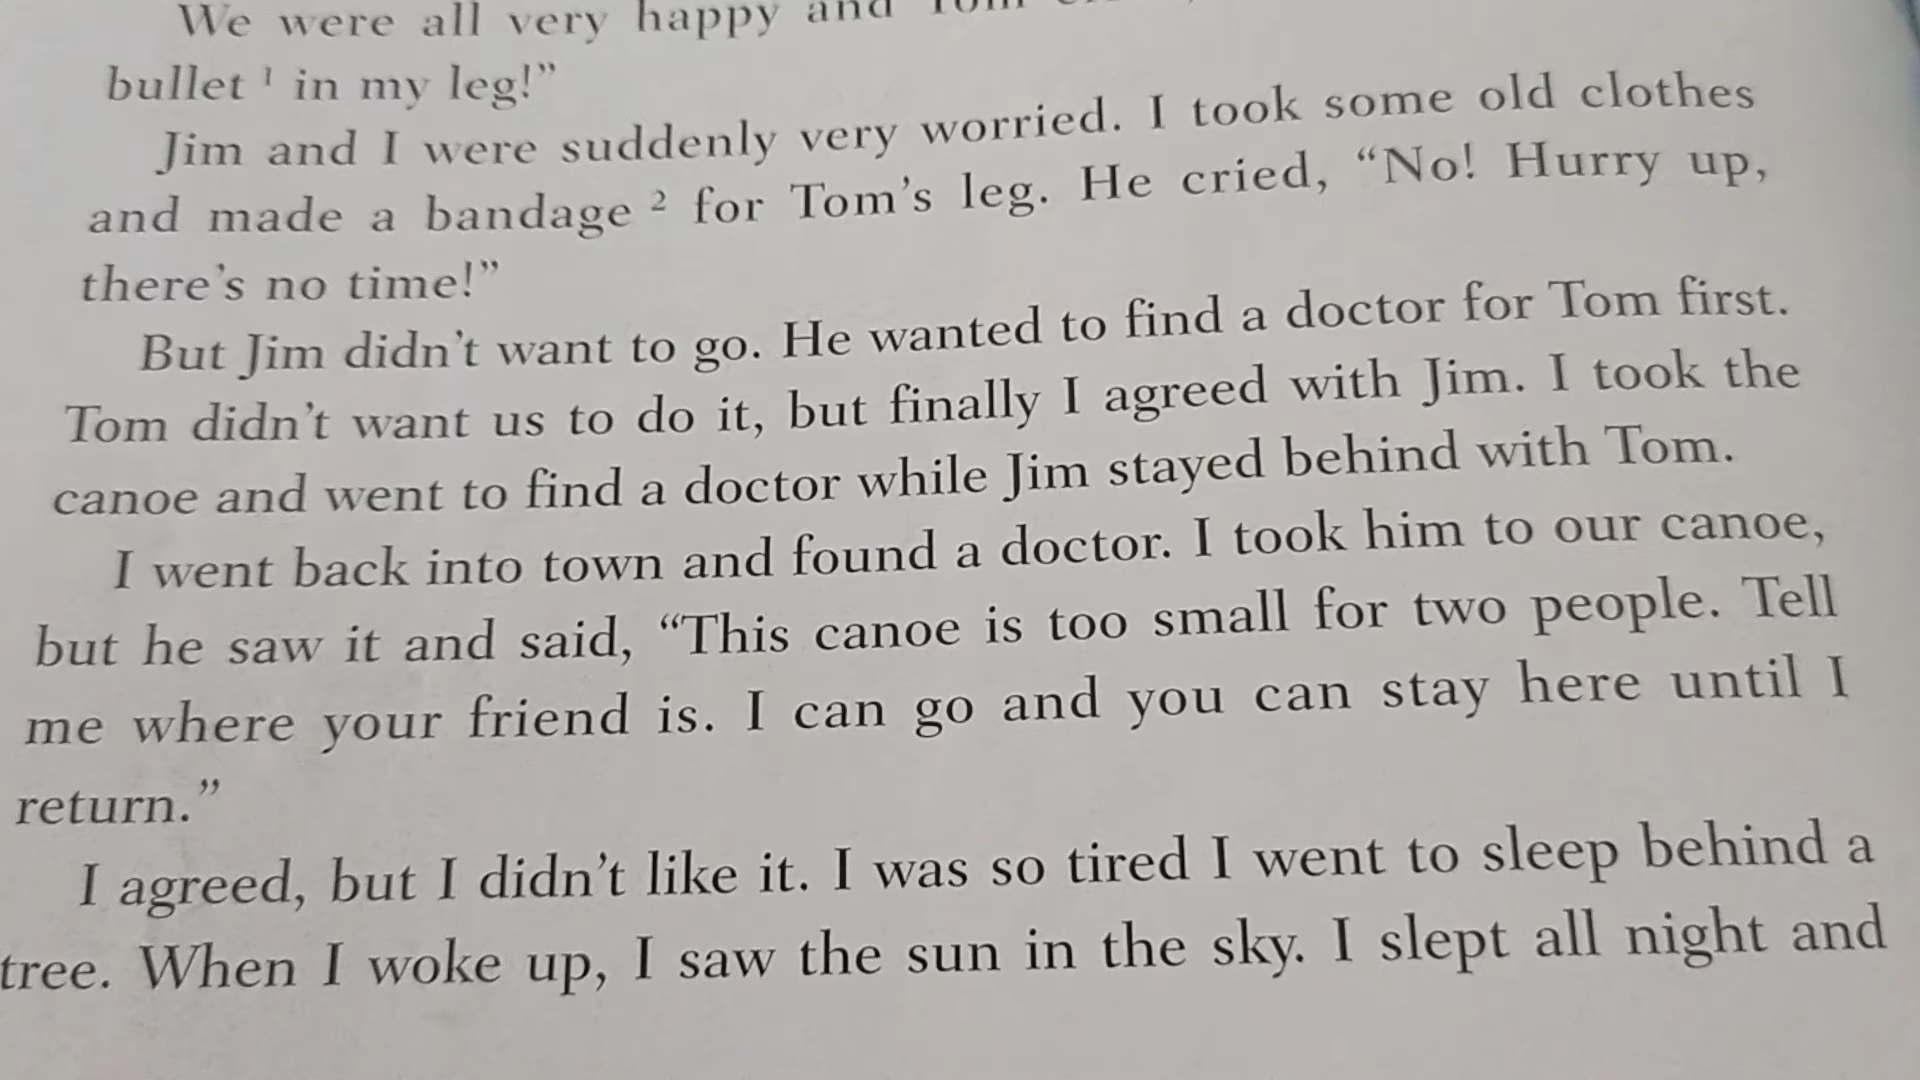 We were all very happy and Tom
bullet 1 in my leg!”
Jim and I were suddenly very worried. I took some old clothes
and made a bandage 2 for Tom’s leg. He cried, “No! Hurry up,
there’s no time!”
But Jim didn’t want to go. He wanted to find a doctor for Tom first.
Tom didn’t want us to do it, but finally I agreed with Jim. I took the
canoe and went to find a doctor while Jim stayed behind with Tom.
I went back into town and found a doctor. I took him to our canoe,
but he saw it and said, “This canoe is too small for two people. Tell
me where your friend is. I can go and you can stay here until I
return.”
I agreed, but I didn’t like it. I was so tired I went to sleep behind a
tree. When I woke up, I saw the sun in the sky. I slept all night and